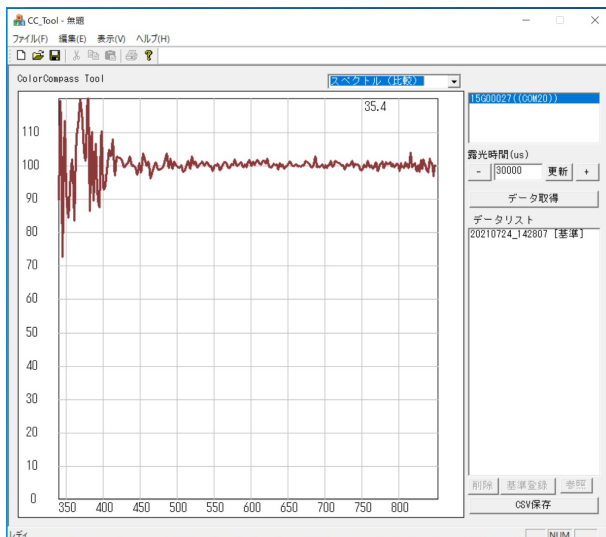 CC_Tool - 無題
ファイル(F) 編集(E) 表示(V) ヘルプ(H)
ColorCompass Tool
スペクトル（比較）
35.4
110
100
90
80
70
60
50
40
30
20
10
0
350 400 450 500 550 600 650 700 750 800
15G00027((COM20))
露光時間(us)
- 30000 更新 +
データ取得
データリスト
20210724_142807 [基準]
削除 基準登録 参照
CSV保存
レディ NUM